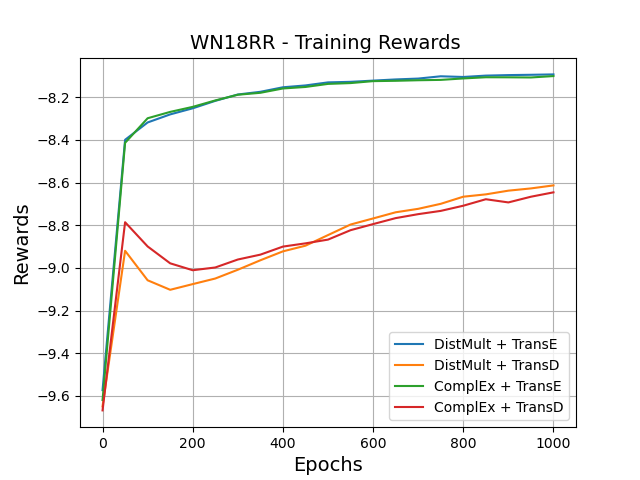 WN18RR - Training Rewards
Rewards
−8.2
−8.4
−8.6
−8.8
−9.0
−9.2
−9.4
−9.6
DistMult + TransE
DistMult + TransD
ComplEx + TransE
ComplEx + TransD
0 200 400 600 800 1000
Epochs